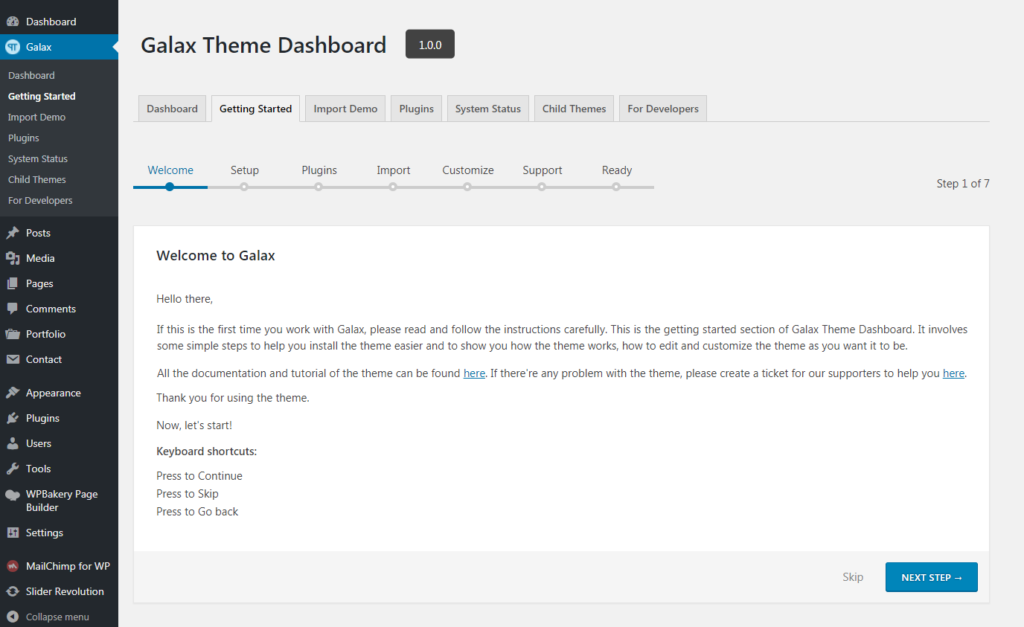 Dashboard
Galax
Dashboard
Getting Started
Import Demo
Plugins
System Status
Child Themes
For Developers
Posts
Media
Pages
Comments
Portfolio
Contact
Appearance
Plugins
Users
Tools
WPBakery Page
Builder
Settings
MailChimp for WP
Slider Revolution
Collapse menu
Galax Theme Dashboard 1.0.0
Dashboard Getting Started Import Demo Plugins System Status Child Themes For Developers
Welcome Setup Plugins Import Customize Support Ready
Step 1 of 7
Welcome to Galax
Hello there,
If this is the first time you work with Galax, please read and follow the instructions carefully. This is the getting started section of Galax Theme Dashboard. It involves
some simple steps to help you install the theme easier and to show you how the theme works, how to edit and customize the theme as you want it to be.
All the documentation and tutorial of the theme can be found here. If there're any problem with the theme, please create a ticket for our supporters to help you here.
Thank you for using the theme.
Now, let's start!
Keyboard shortcuts:
Press to Continue
Press to Skip
Press to Go back
Skip NEXT STEP →